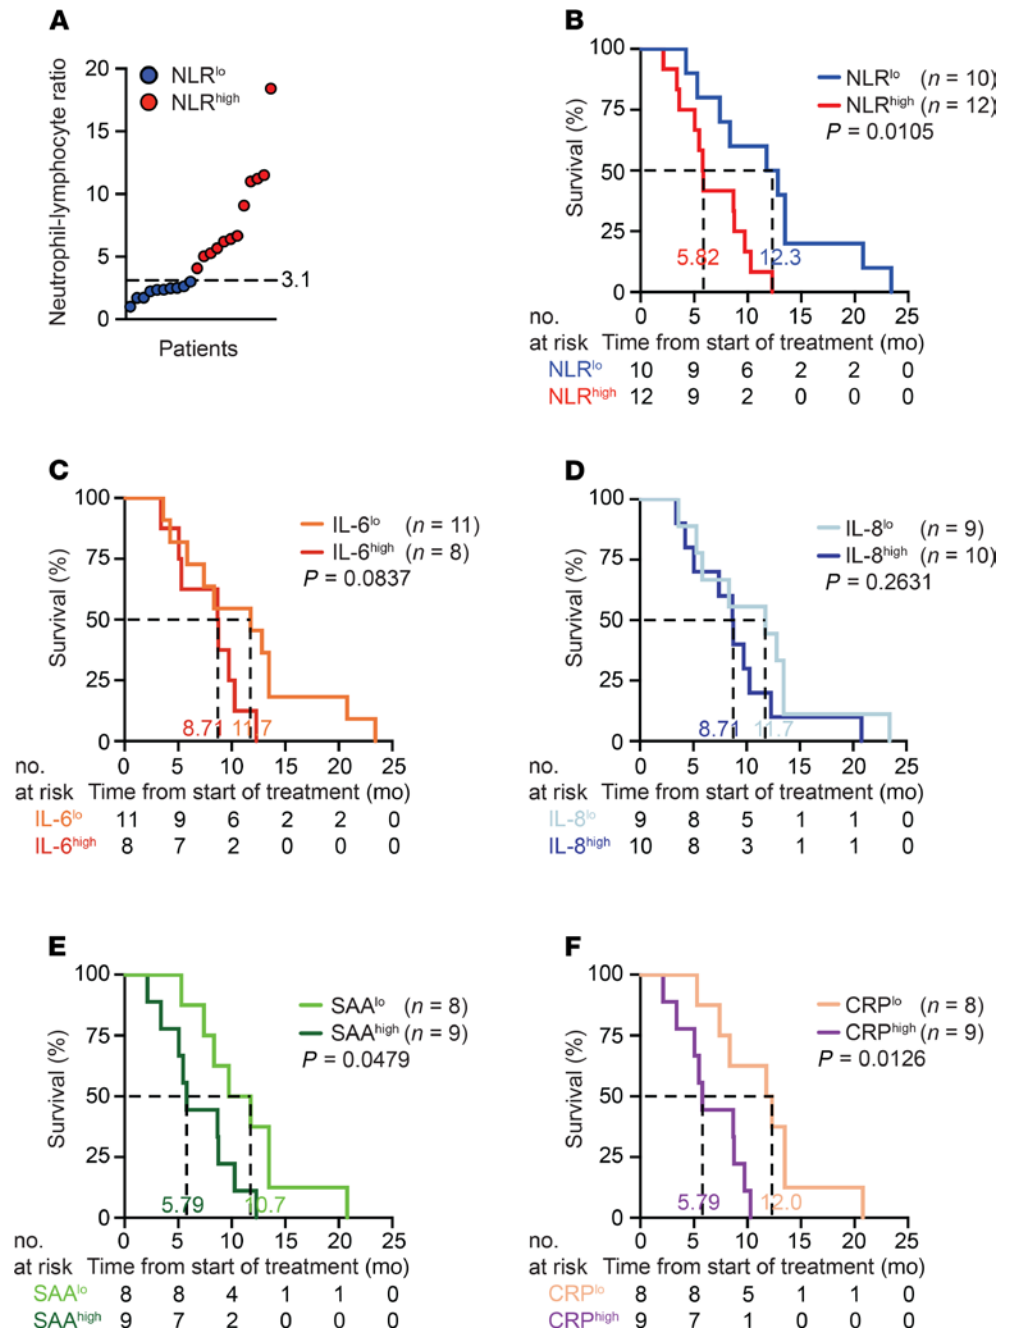 A
Neutrophil-lymphocyte ratio
20
15
10
5
0
NLRlo
NLRhigh
3.1
Patients
B
Survival (%)
100
75
50
25
0
NLRlo (n = 10)
NLRhigh (n = 12)
P = 0.0105
5.82
12.3
0 5 10 15 20 25
no.
at risk Time from start of treatment (mo)
NLRlo 10 9 6 2 2 0
NLRhigh 12 9 2 0 0 0
C
Survival (%)
100
75
50
25
0
IL-6lo (n = 11)
IL-6high (n = 8)
P = 0.0837
8.71
11.7
0 5 10 15 20 25
no.
at risk Time from start of treatment (mo)
IL-6lo 11 9 6 2 2 0
IL-6high 8 7 2 0 0 0
D
Survival (%)
100
75
50
25
0
IL-8lo (n = 9)
IL-8high (n = 10)
P = 0.2631
8.71
11.7
0 5 10 15 20 25
no.
at risk Time from start of treatment (mo)
IL-8lo 9 8 5 1 1 0
IL-8high 10 8 3 1 1 0
E
Survival (%)
100
75
50
25
0
SAAlo (n = 8)
SAAhigh (n = 9)
P = 0.0479
5.79
10.7
0 5 10 15 20 25
no.
at risk Time from start of treatment (mo)
SAAlo 8 8 4 1 1 0
SAAhigh 9 7 2 0 0 0
F
Survival (%)
100
75
50
25
0
CRPlo (n = 8)
CRPhigh (n = 9)
P = 0.0126
5.79
12.0
0 5 10 15 20 25
no.
at risk Time from start of treatment (mo)
CRPlo 8 8 5 1 1 0
CRPhigh 9 7 1 0 0 0